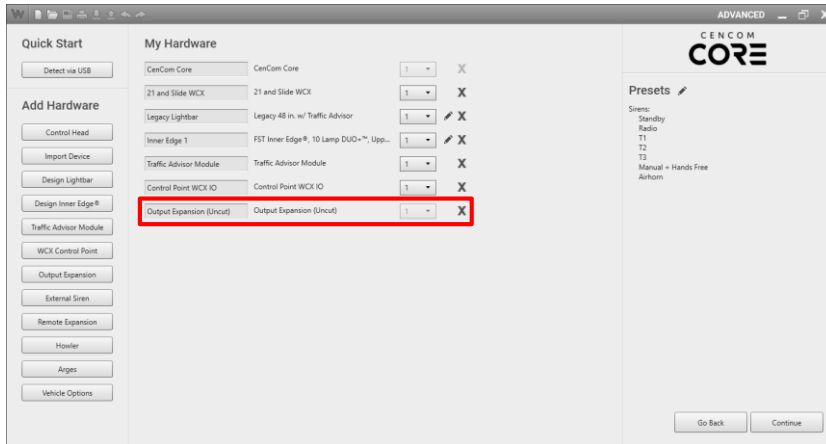 ADVANCED
Quick Start
Detect via USB
Add Hardware
Control Head
Import Device
Design Lightbar
Design Inner Edge®
Traffic Advisor Module
WCX Control Point
Output Expansion
External Siren
Remote Expansion
Howler
Arges
Vehicle Options
My Hardware
CenCom Core CenCom Core 1 X
21 and Slide WCX 21 and Slide WCX 1 X
Legacy Lightbar Legacy 48 in. w/ Traffic Advisor 1 X
Inner Edge 1 FST Inner Edge®, 10 Lamp DUO+™, Upp... 1 X
Traffic Advisor Module Traffic Advisor Module 1 X
Control Point WCX IO Control Point WCX IO 1 X
Output Expansion (Uncut) Output Expansion (Uncut) 1 X
CENCOM
CORE
Presets
Sirens:
Standby
Radio
T1
T2
T3
Manual + Hands Free
Airhorn
Go Back Continue